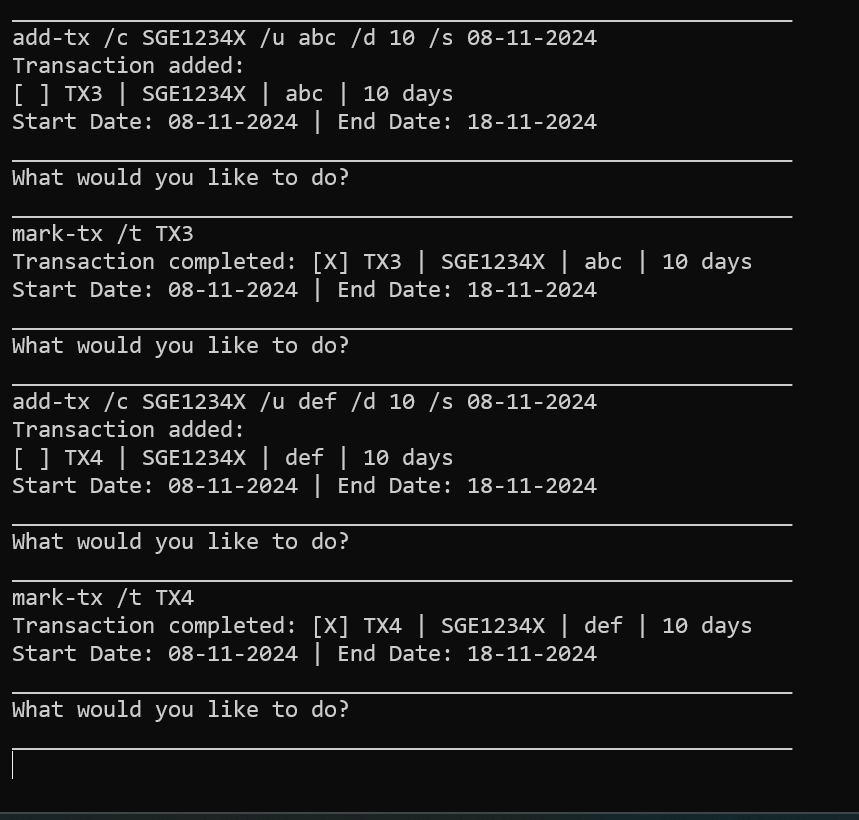 add-tx /c SGE1234X /u abc /d 10 /s 08-11-2024
Transaction added:
[ ] TX3 | SGE1234X | abc | 10 days
Start Date: 08-11-2024 | End Date: 18-11-2024
What would you like to do?
mark-tx /t TX3
Transaction completed: [X] TX3 | SGE1234X | abc | 10 days
Start Date: 08-11-2024 | End Date: 18-11-2024
What would you like to do?
add-tx /c SGE1234X /u def /d 10 /s 08-11-2024
Transaction added:
[ ] TX4 | SGE1234X | def | 10 days
Start Date: 08-11-2024 | End Date: 18-11-2024
What would you like to do?
mark-tx /t TX4
Transaction completed: [X] TX4 | SGE1234X | def | 10 days
Start Date: 08-11-2024 | End Date: 18-11-2024
What would you like to do?